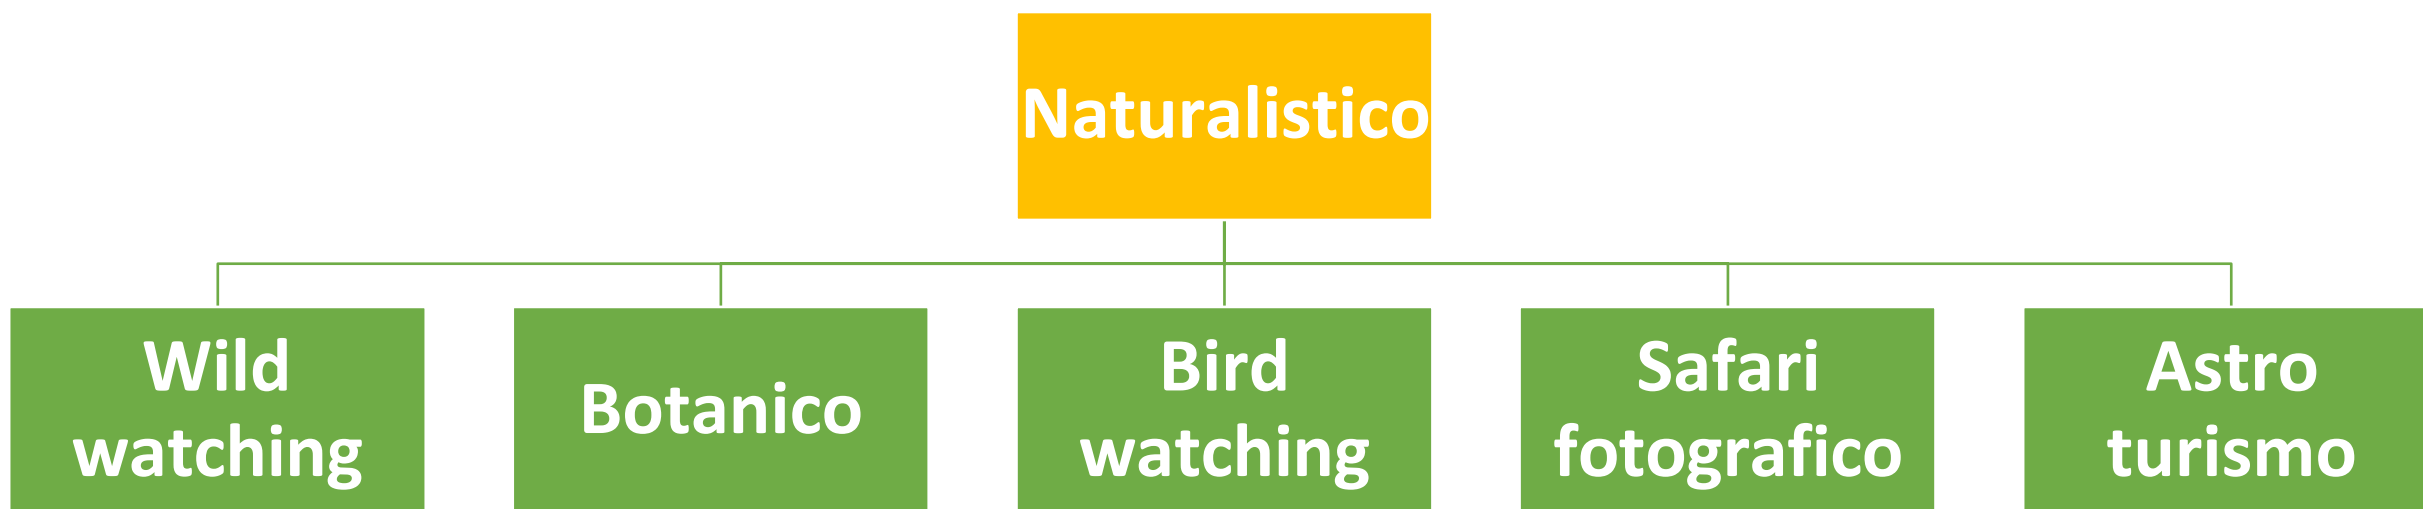 Naturalistico
Wild
watching
Botanico
Bird
watching
Safari
fotografico
Astro
turismo